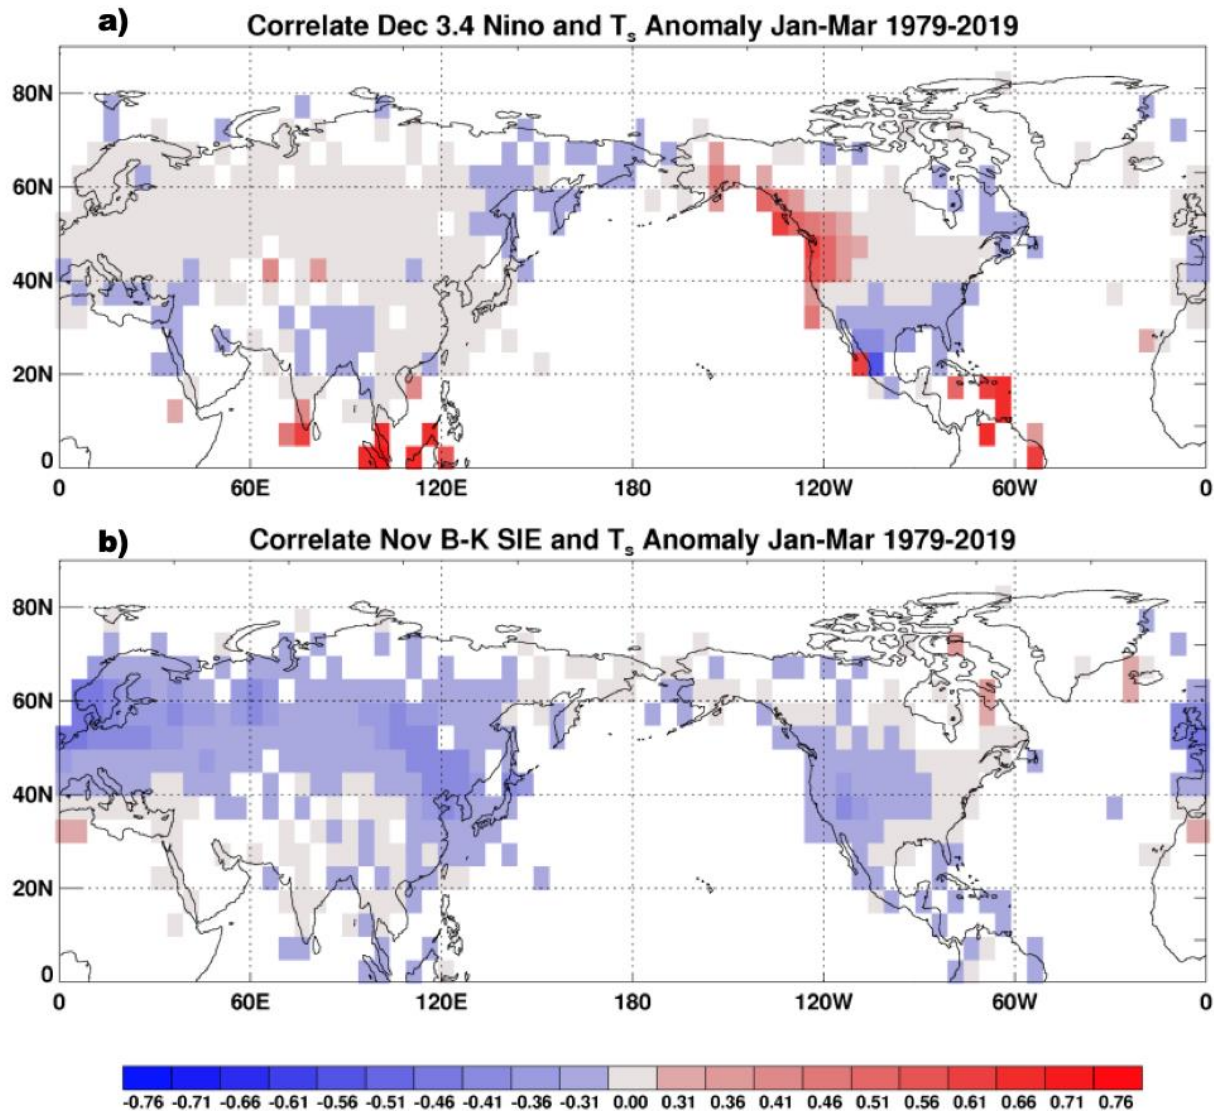 a)
Correlate Dec 3.4 Nino and Ts Anomaly Jan-Mar 1979-2019
80N
60N
40N
20N
0
0 60E 120E 180 120W 60W 0
b)
Correlate Nov B-K SIE and Ts Anomaly Jan-Mar 1979-2019
80N
60N
40N
20N
0
0 60E 120E 180 120W 60W 0
-0.76 -0.71 -0.66 -0.61 -0.56 -0.51 -0.46 -0.41 -0.36 -0.31 0.00 0.31 0.36 0.41 0.46 0.51 0.56 0.61 0.66 0.71 0.76